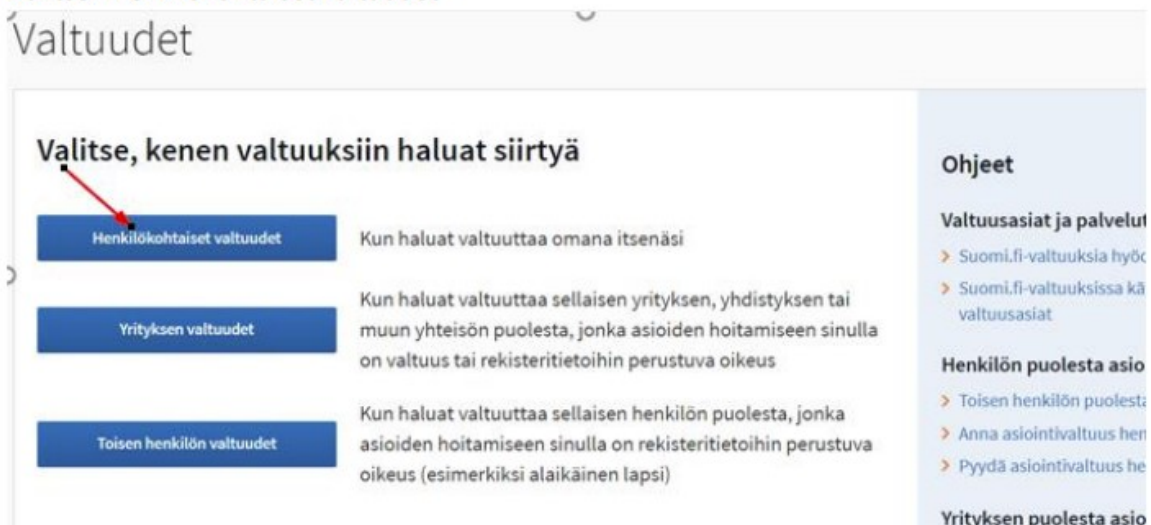 Valtuudet
Valitse, kenen valtuuksiin haluat siirtyä
Henkilökohtaiset valtuudet
Kun haluat valtuuttaa omana itsenäsi
Yrityksen valtuudet
Kun haluat valtuuttaa sellaisen yrityksen, yhdistyksen tai
muun yhteisön puolesta, jonka asioiden hoitamiseen sinulla
on valtuus tai rekisteritietoihin perustuva oikeus
Toisen henkilön valtuudet
Kun haluat valtuuttaa sellaisen henkilön puolesta, jonka
asioiden hoitamiseen sinulla on rekisteritietoihin perustuva
oikeus (esimerkiksi alaikäinen lapsi)
Ohjeet
Valtuusasiat ja palvelut
Suomi.fi-valtuuksia
Suomi.fi-valtuuksissa
valtuusasiat
Henkilön puolesta
Toisen henkilön puolesta
Anna asiointivaltuus
Pyydä asiointivaltuus
Yrityksen puolesta